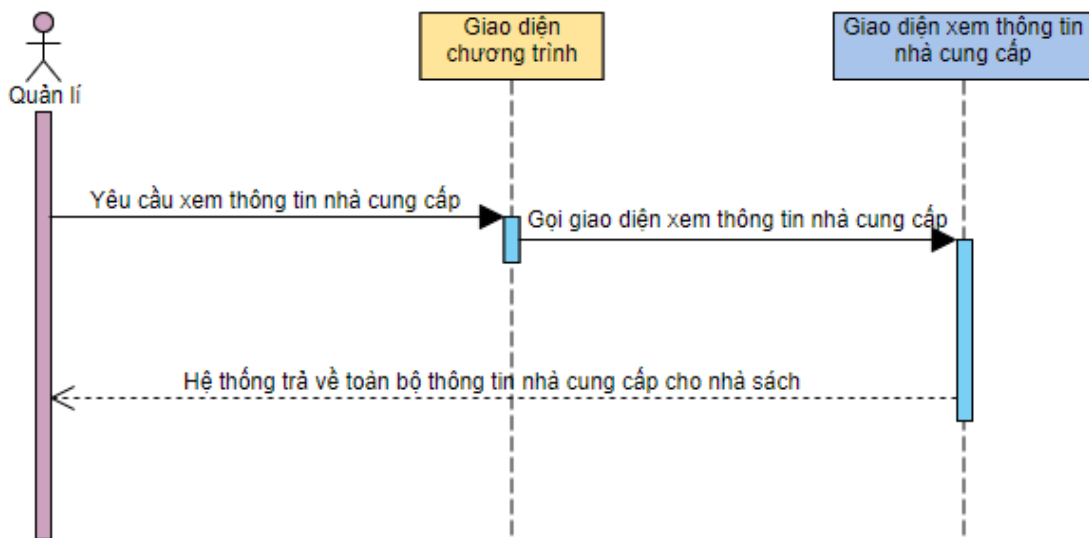 Giao diện
chương trình
Giao diện xem thông tin
nhà cung cấp
Quản lí
Yêu cầu xem thông tin nhà cung cấp
Gọi giao diện xem thông tin nhà cung cấp
Hệ thống trả về toàn bộ thông tin nhà cung cấp cho nhà sách